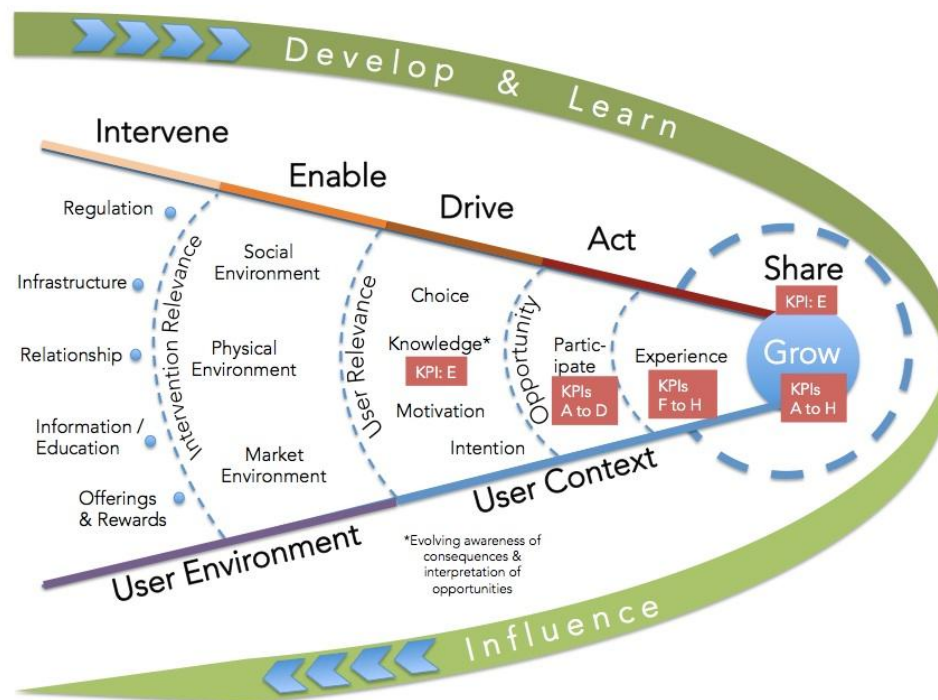 Develop & Learn
Intervene
Enable
Drive
Act
Share
KPI: E
Grow
KPIs
A to H
Regulation
Infrastructure
Relationship
Information /
Education
Offerings
& Rewards
Intervention Relevance
Social
Environment
Physical
Environment
Market
Environment
User Relevance
Choice
Knowledge*
KPI: E
Motivation
Intention
Opportunity
Partic-
ipate
KPIs
A to D
Experience
KPIs
F to H
User Environment
User Context
*Evolving awareness of
consequences &
interpretation of
opportunities
Influence